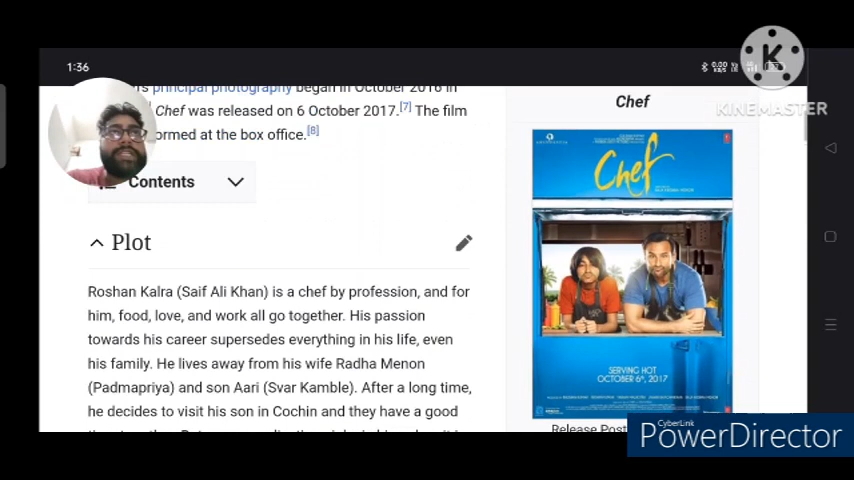 1:36
principal photography began in October 2016 in
Chef was released on 6 October 2017.[7] The film
ormed at the box office.[8]
Contents
Plot
Roshan Kalra (Saif Ali Khan) is a chef by profession, and for
him, food, love, and work all go together. His passion
towards his career supersedes everything in his life, even
his family. He lives away from his wife Radha Menon
(Padmapriya) and son Aari (Svar Kamble). After a long time,
he decides to visit his son in Cochin and they have a good
Chef
Chef
SERVING HOT
OCTOBER 6th, 2017
Release Post
K
KINEMASTER
CyberLink
PowerDirector